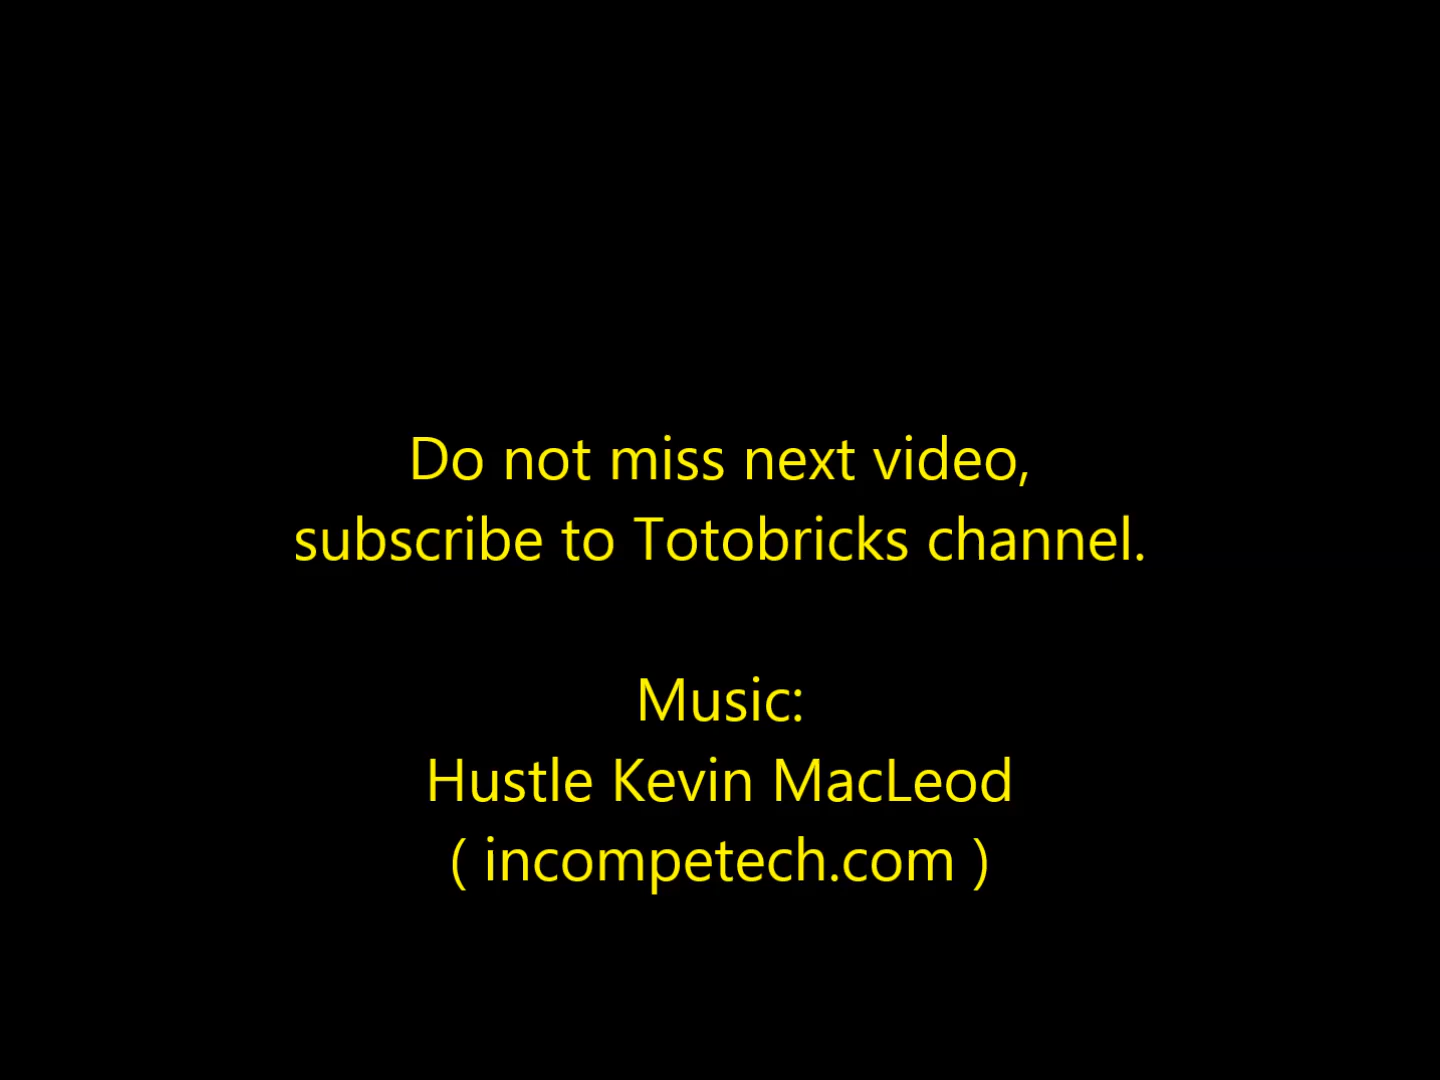 Do not miss next video,
subscribe to Totobricks channel.
Music:
Hustle Kevin MacLeod
( incompetech.com )